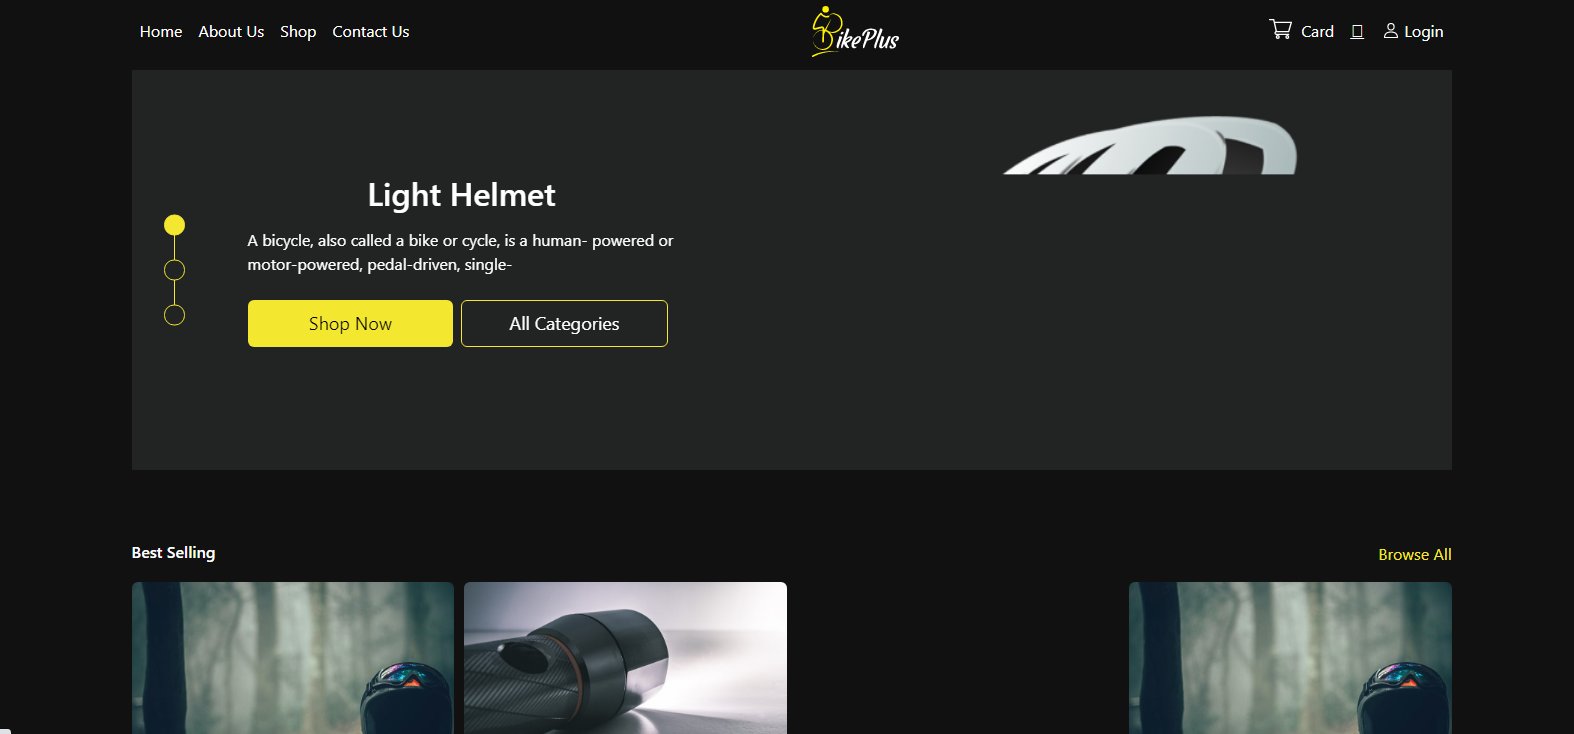 Home About Us Shop Contact Us
BikePlus
Card Login
Light Helmet
A bicycle, also called a bike or cycle, is a human- powered or
motor-powered, pedal-driven, single-
Shop Now All Categories
Best Selling Browse All